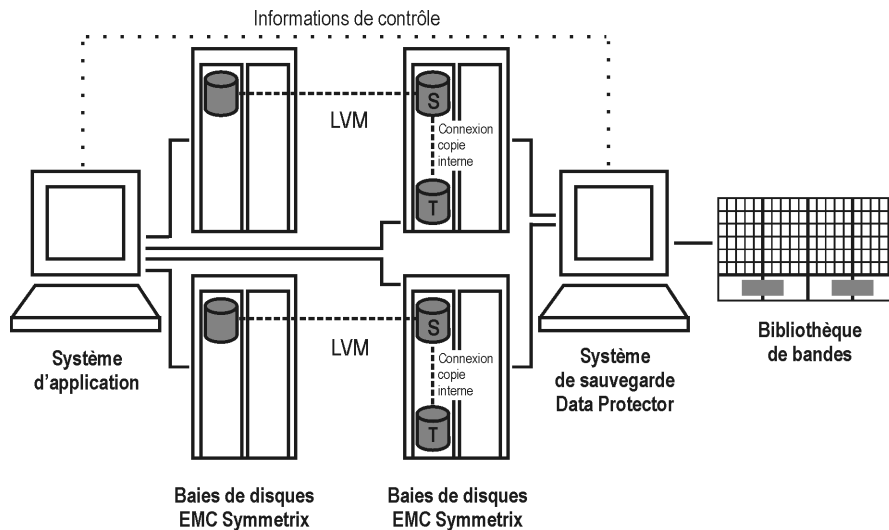 Informations de contrôle
S
LVM
Connexion
copie
interne
T
S
LVM
Connexion
copie
interne
T
Système
d’application
Système
de sauvegarde
Data Protector
Bibliothèque
de bandes
Baies de disques
EMC Symmetrix
Baies de disques
EMC Symmetrix